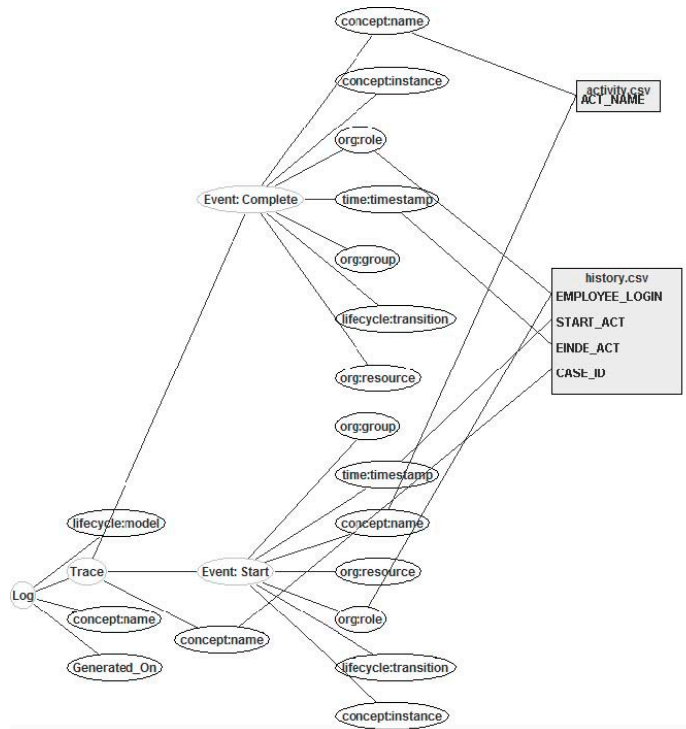 concept:name
concept:instance
activity.csv
ACT_NAME
org:role
Event: Complete
time:timestamp
org:group
history.csv
EMPLOYEE_LOGIN
START_ACT
EINDE_ACT
CASE_ID
lifecycle:transition
org:resource
org:group
time:timestamp
lifecycle:model
concept:name
Trace
Event: Start
org:resource
Log
concept:name
org:role
concept:name
Generated_On
lifecycle:transition
concept:instance